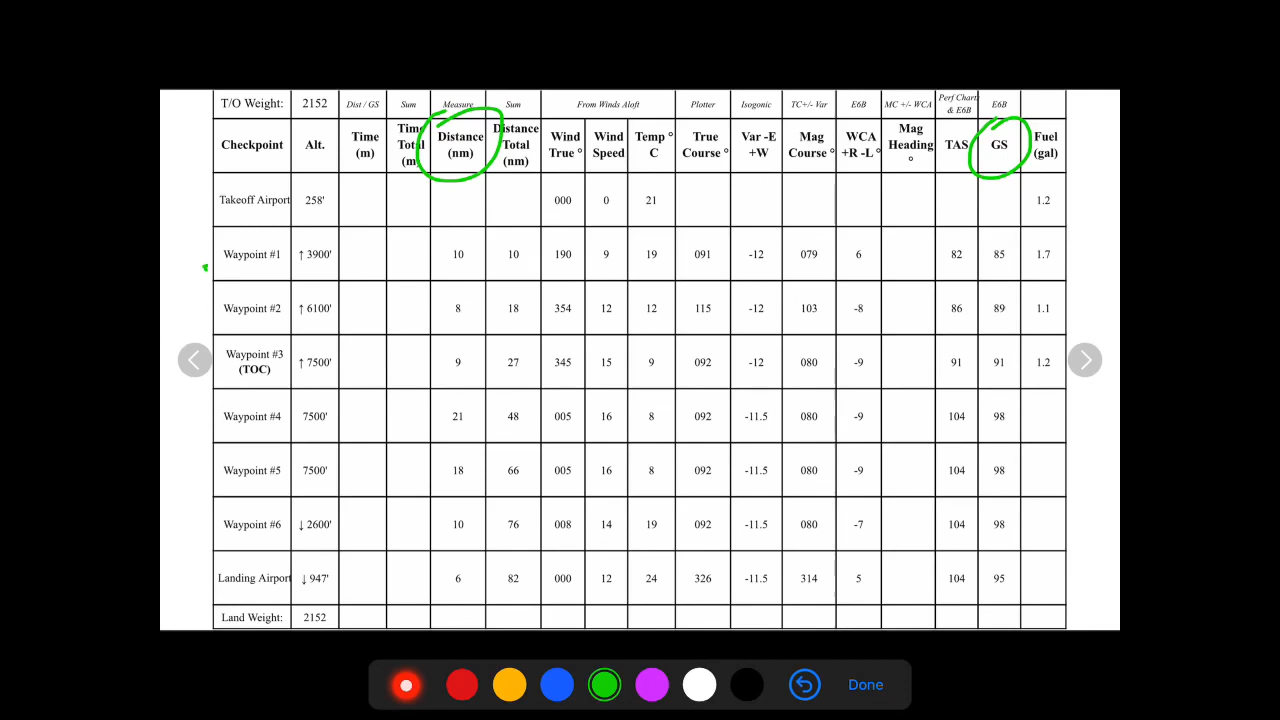 T/O Weight: 2152 Dist / GS Sum Measure Sum From Winds Aloft Plotter Isogonic TC+/- Var E6B MC +/- WCA Perf Chart & E6B E6B
Checkpoint Alt. Time (m) Time Total (m) Distance (nm) Distance Total (nm) Wind True ° Wind Speed Temp ° C True Course ° Var -E +W Mag Course ° WCA +R -L ° Mag Heading ° TAS GS Fuel (gal)
Takeoff Airport 258' 000 0 21 1.2
Waypoint #1 ↑ 3900' 10 10 190 9 19 091 -12 079 6 82 85 1.7
Waypoint #2 ↑ 6100' 8 18 354 12 12 115 -12 103 -8 86 89 1.1
Waypoint #3 (TOC) ↑ 7500' 9 27 345 15 9 092 -12 080 -9 91 91 1.2
Waypoint #4 7500' 21 48 005 16 8 092 -11.5 080 -9 104 98
Waypoint #5 7500' 18 66 005 16 8 092 -11.5 080 -9 104 98
Waypoint #6 ↓ 2600' 10 76 008 14 19 092 -11.5 080 -7 104 98
Landing Airport ↓ 947' 6 82 000 12 24 326 -11.5 314 5 104 95
Land Weight: 2152
Done